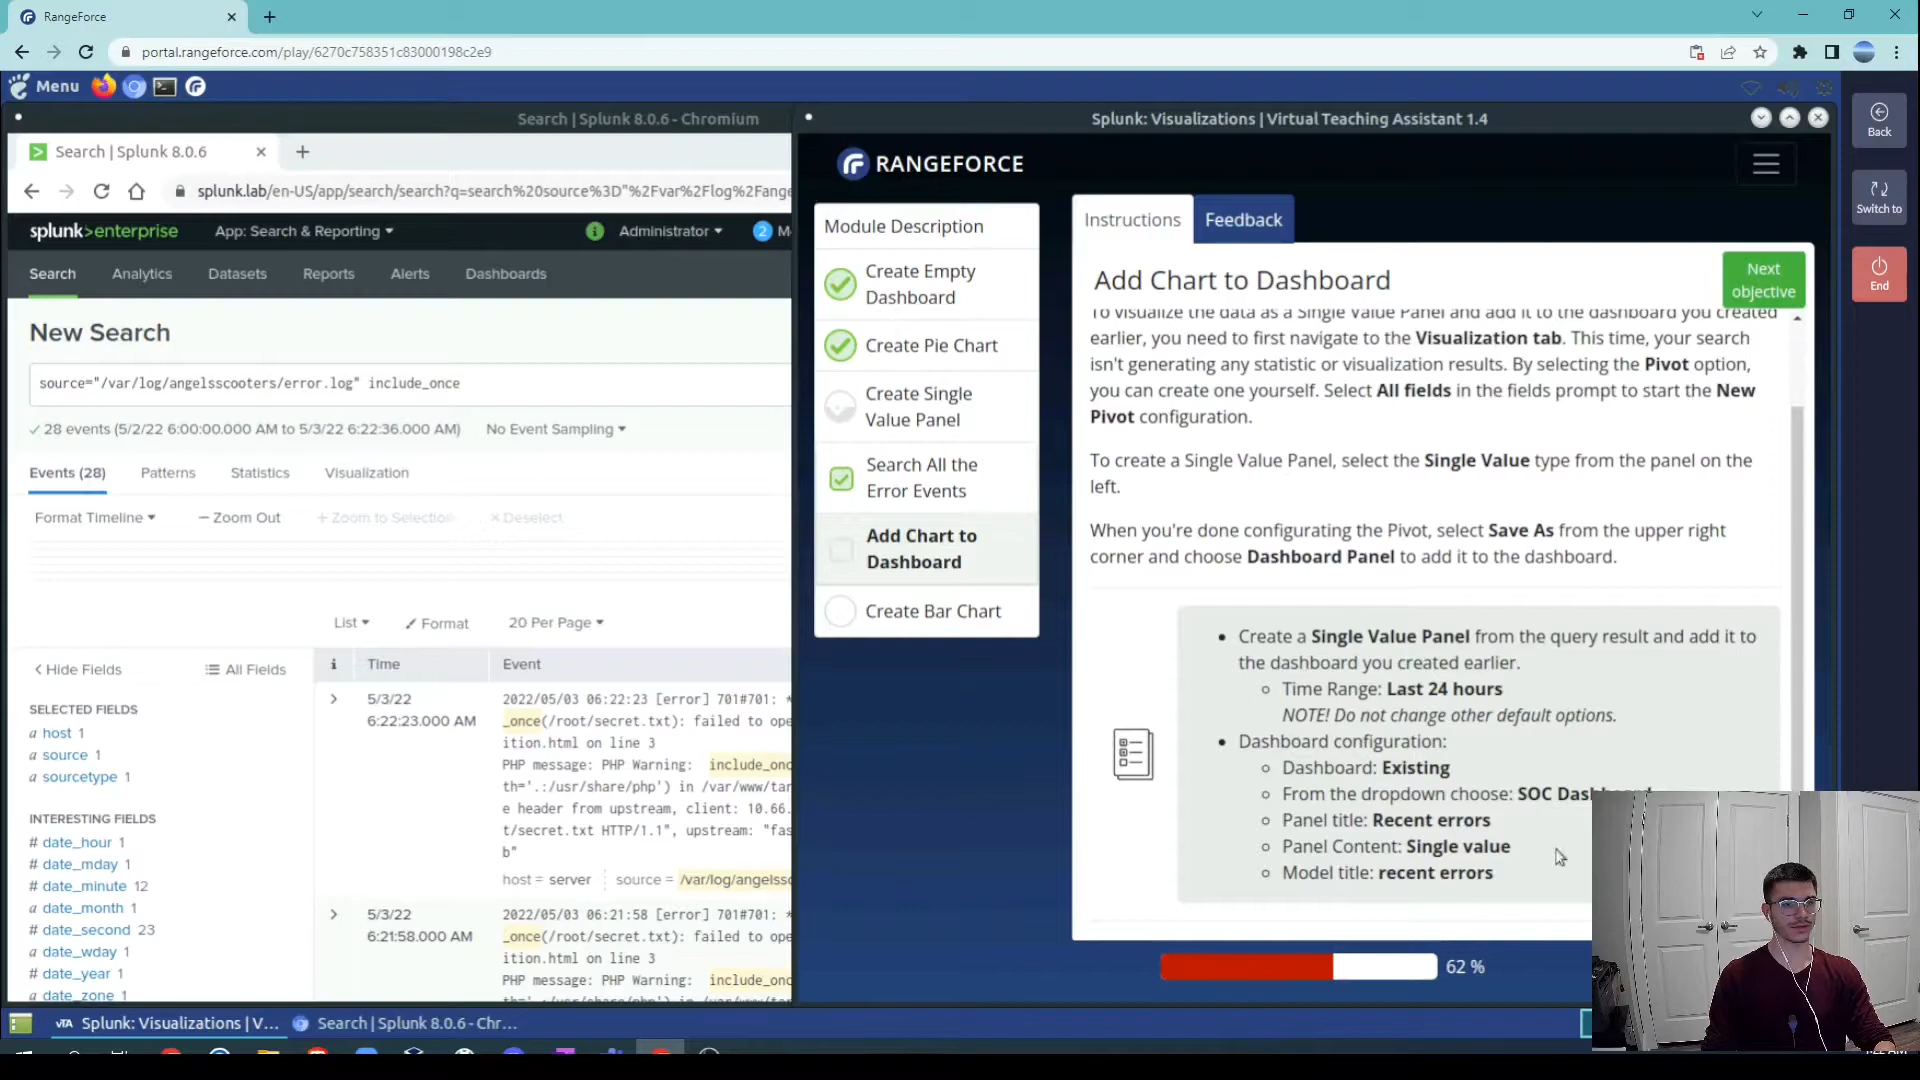 RangeForce
portal.rangeforce.com/play/6270c758351c83000198c2e9
Menu
Search | Splunk 8.0.6 - Chromium
Search | Splunk 8.0.6
splunk.lab/en-US/app/search/search?q=search%20source%3D"%2Fvar%2Flog%2Fange
splunk>enterprise
App: Search & Reporting
Administrator
2
Search
Analytics
Datasets
Reports
Alerts
Dashboards
New Search
source="/var/log/angelsscooters/error.log" include_once
28 events (5/2/22 6:00:00.000 AM to 5/3/22 6:22:36.000 AM)
No Event Sampling
Events (28)
Patterns
Statistics
Visualization
Format Timeline
– Zoom Out
+ Zoom to Selection
× Deselect
List
Format
20 Per Page
< Hide Fields
All Fields
i
Time
Event
SELECTED FIELDS
a host 1
a source 1
a sourcetype 1
INTERESTING FIELDS
# date_hour 1
# date_mday 1
# date_minute 12
a date_month 1
# date_second 23
a date_wday 1
# date_year 1
a date_zone 1
5/3/22
6:22:23.000 AM
2022/05/03 06:22:23 [error] 701#701: *
_once(/root/secret.txt): failed to ope
ition.html on line 3
PHP message: PHP Warning: include_onc
th='.:/usr/share/php') in /var/www/tar
e header from upstream, client: 10.66.
t/secret.txt HTTP/1.1", upstream: "fas
b"
host = server
source = /var/log/angelssc
5/3/22
6:21:58.000 AM
2022/05/03 06:21:58 [error] 701#701: *
_once(/root/secret.txt): failed to ope
ition.html on line 3
PHP message: PHP Warning: include_onc
Splunk: Visualizations | Virtual Teaching Assistant 1.4
RANGEFORCE
Module Description
Create Empty
Dashboard
Create Pie Chart
Create Single
Value Panel
Search All the
Error Events
Add Chart to
Dashboard
Create Bar Chart
Instructions
Feedback
Add Chart to Dashboard
Next
objective
To visualize the data as a Single Value Panel and add it to the dashboard you created
earlier, you need to first navigate to the Visualization tab. This time, your search
isn't generating any statistic or visualization results. By selecting the Pivot option,
you can create one yourself. Select All fields in the fields prompt to start the New
Pivot configuration.
To create a Single Value Panel, select the Single Value type from the panel on the
left.
When you're done configurating the Pivot, select Save As from the upper right
corner and choose Dashboard Panel to add it to the dashboard.
Create a Single Value Panel from the query result and add it to
the dashboard you created earlier.
Time Range: Last 24 hours
NOTE! Do not change other default options.
Dashboard configuration:
Dashboard: Existing
From the dropdown choose: SOC
Panel title: Recent errors
Panel Content: Single value
Model title: recent errors
62 %
Back
Switch to
End
vTA
Splunk: Visualizations | V...
Search | Splunk 8.0.6 - Chr...